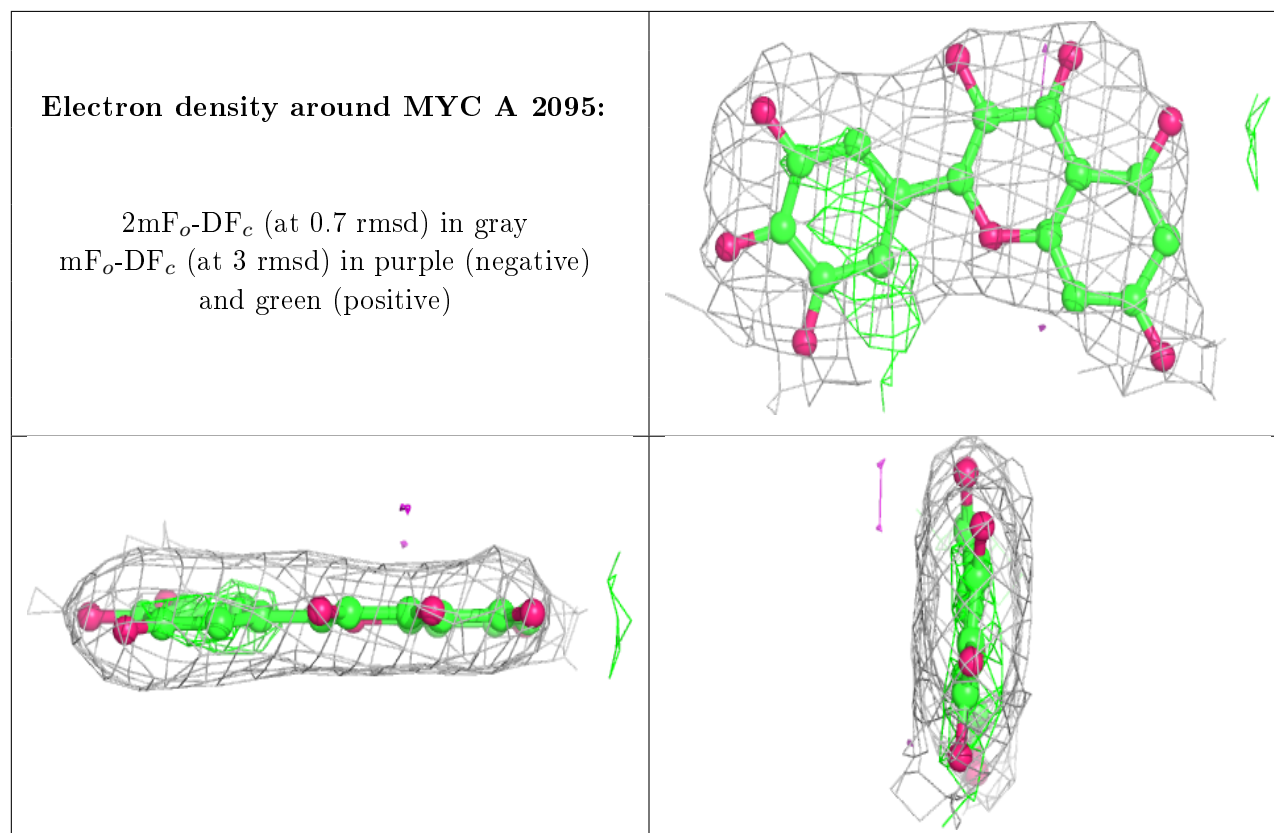 Electron density around MYC A 2095:
2mFo-DFc (at 0.7 rmsd) in gray
mFo-DFc (at 3 rmsd) in purple (negative)
and green (positive)